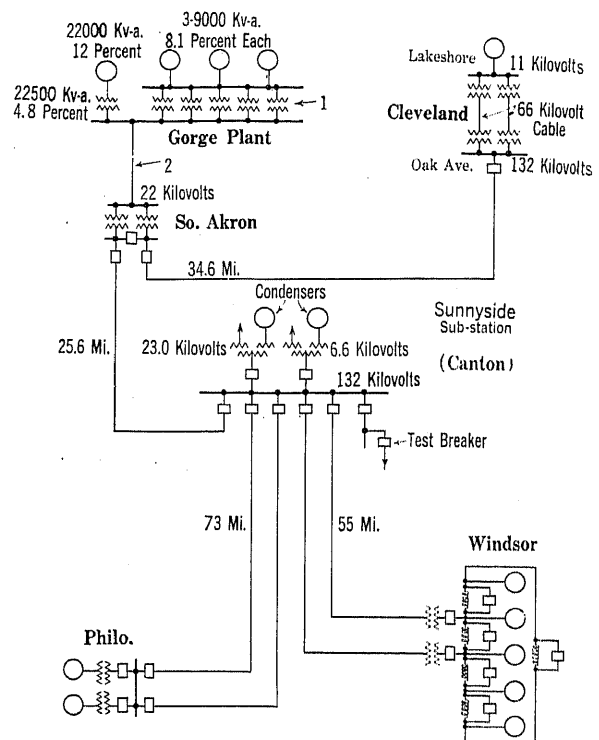 22000 Kv-a.
12 Percent
3-9000 Kv-a.
8.1 Percent Each
22500 Kv-a.
4.8 Percent
1
Gorge Plant
2
22 Kilovolts
So. Akron
Lakeshore
11 Kilovolts
Cleveland
66 Kilovolt
Cable
Oak Ave.
132 Kilovolts
34.6 Mi.
25.6 Mi.
Condensers
23.0 Kilovolts
6.6 Kilovolts
Sunnyside
Sub-station
(Canton)
132 Kilovolts
Test Breaker
73 Mi.
55 Mi.
Windsor
Philo.